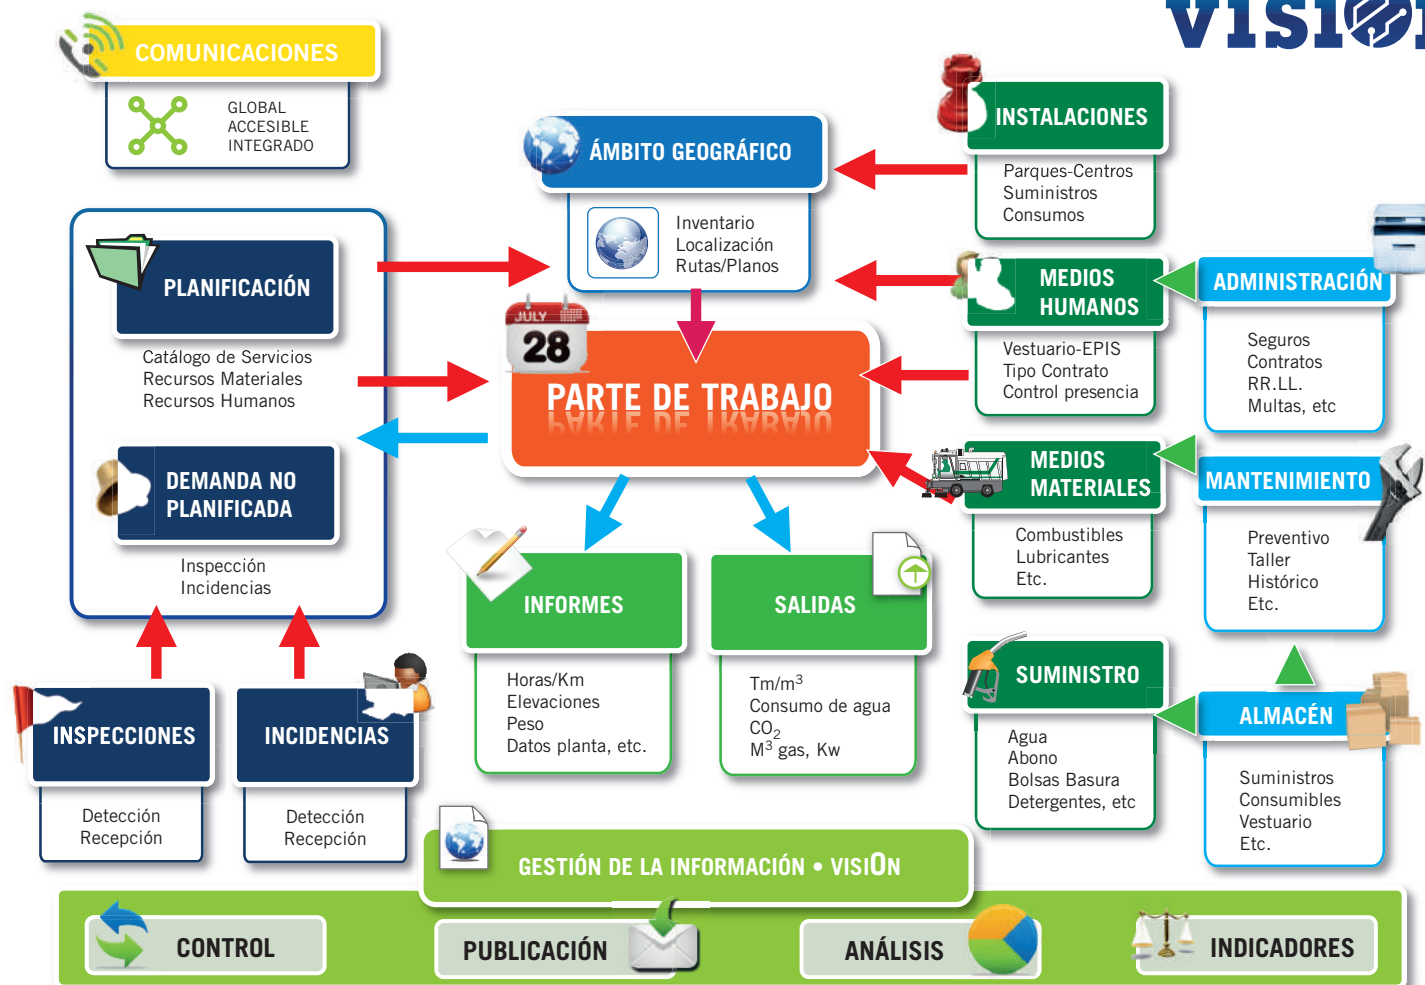 VISION
COMUNICACIONES
GLOBAL
ACCESIBLE
INTEGRADO
PLANIFICACIÓN
Catálogo de Servicios
Recursos Materiales
Recursos Humanos
DEMANDA NO
PLANIFICADA
Inspección
Incidencias
INSPECCIONES
Detección
Recepción
INCIDENCIAS
Detección
Recepción
ÁMBITO GEOGRÁFICO
Inventario
Localización
Rutas/Planos
JULY
28
PARTE DE TRABAJO
INFORMES
Horas/Km
Elevaciones
Peso
Datos planta, etc.
SALIDAS
Tm/m³
Consumo de agua
CO₂
M³ gas, Kw
INSTALACIONES
Parques-Centros
Suministros
Consumos
MEDIOS
HUMANOS
Vestuario-EPIS
Tipo Contrato
Control presencia
MEDIOS
MATERIALES
Combustibles
Lubricantes
Etc.
SUMINISTRO
Agua
Abono
Bolsas Basura
Detergentes, etc
ADMINISTRACIÓN
Seguros
Contratos
RR.LL.
Multas, etc
MANTENIMIENTO
Preventivo
Taller
Histórico
Etc.
ALMACÉN
Suministros
Consumibles
Vestuario
Etc.
GESTIÓN DE LA INFORMACIÓN • VISION
CONTROL
PUBLICACIÓN
ANÁLISIS
INDICADORES